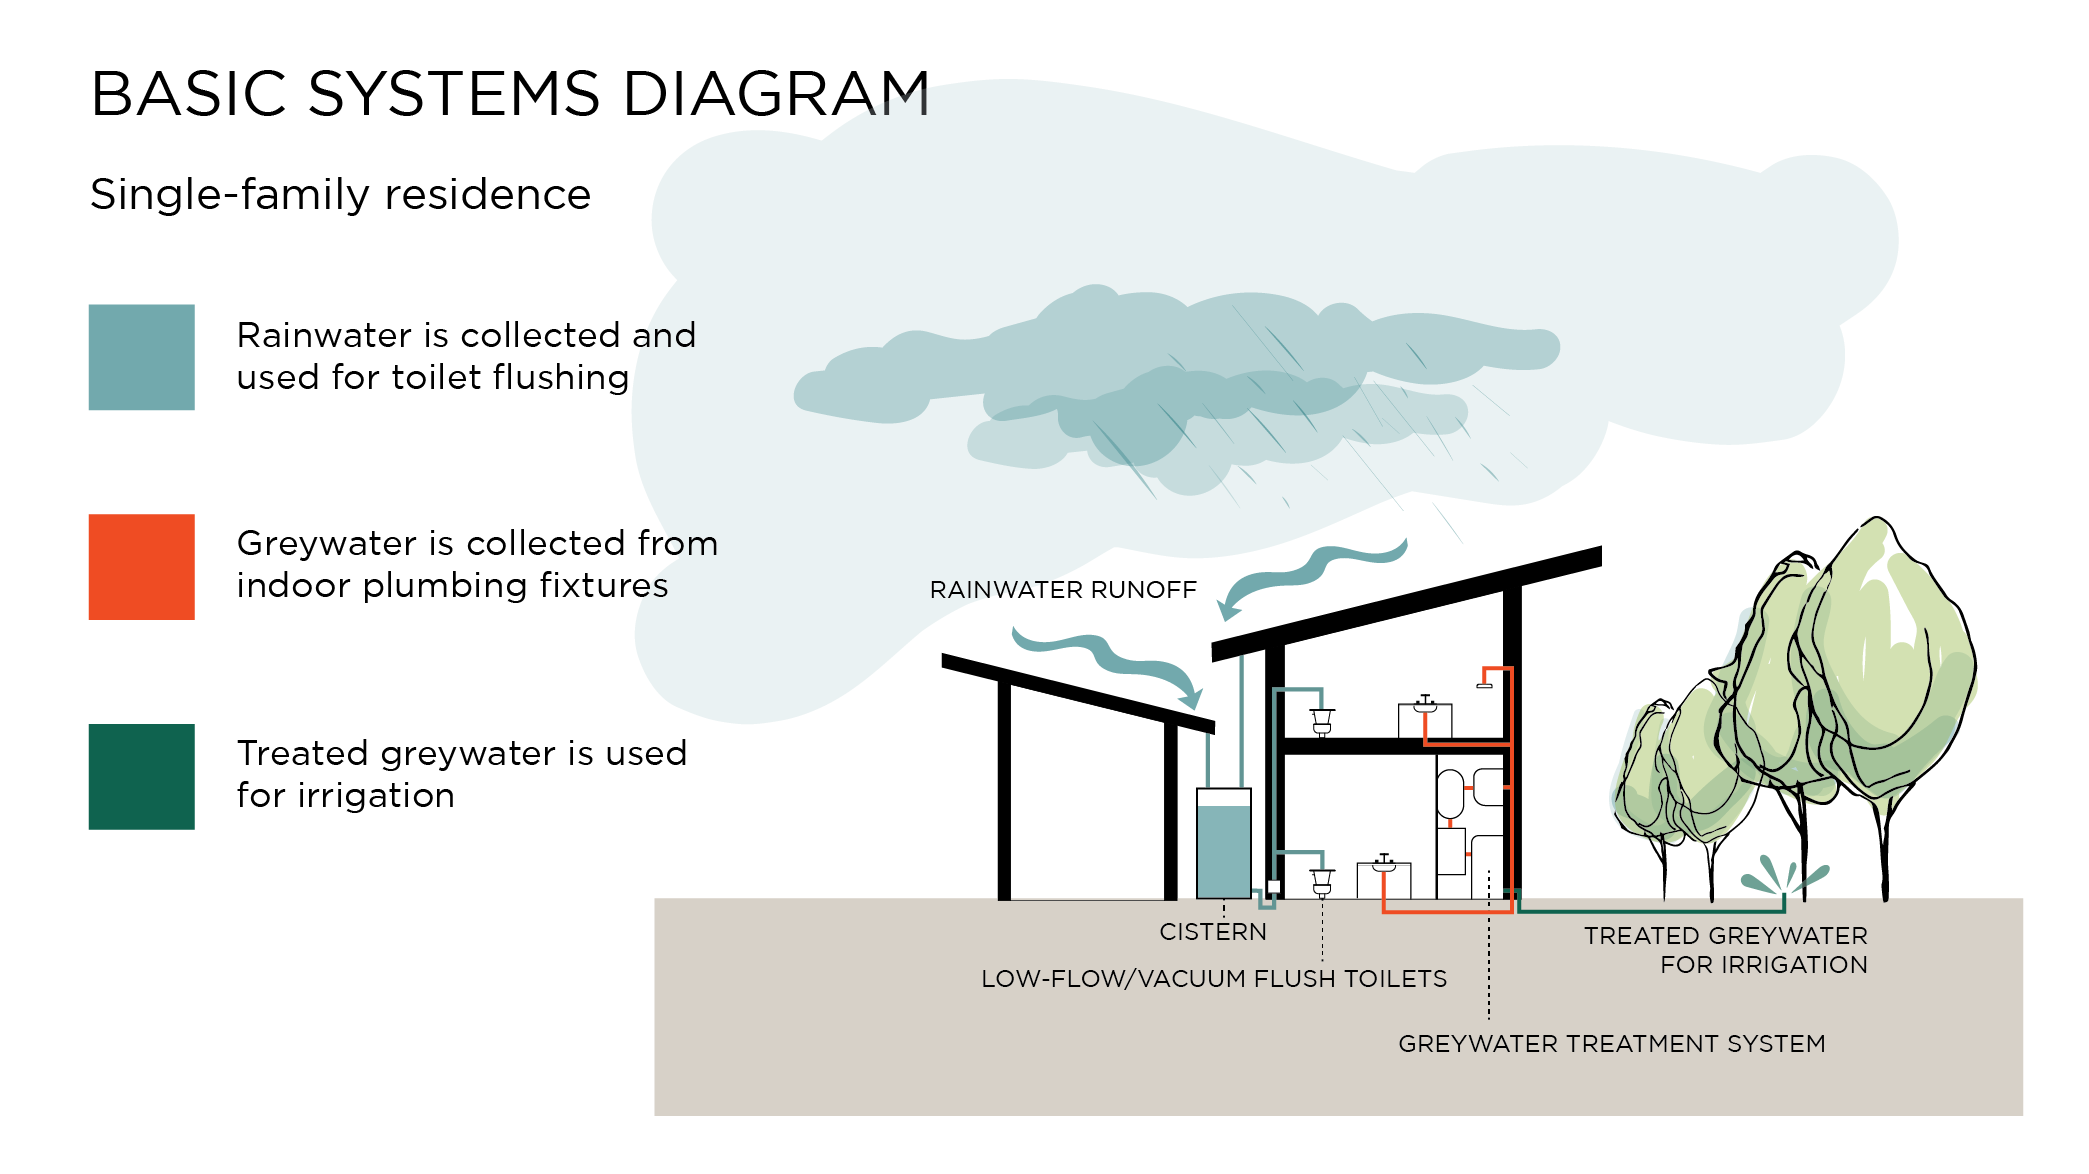 BASIC SYSTEMS DIAGRAM
Single-family residence
Rainwater is collected and
used for toilet flushing
Greywater is collected from
indoor plumbing fixtures
Treated greywater is used
for irrigation
RAINWATER RUNOFF
CISTERN
LOW-FLOW/VACUUM FLUSH TOILETS
TREATED GREYWATER
FOR IRRIGATION
GREYWATER TREATMENT SYSTEM